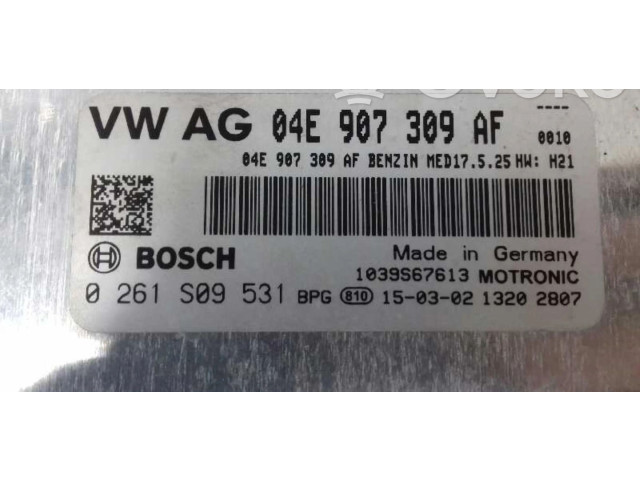 VW AG 04E 907 309 AF ---- 0010
04E 907 309 AF BENZIN MED17.5.25 HW: H21
BOSCH
Made in Germany
1039S67613 MOTRONIC
0 261 S09 531 BPG 810 15-03-02 1320 2807